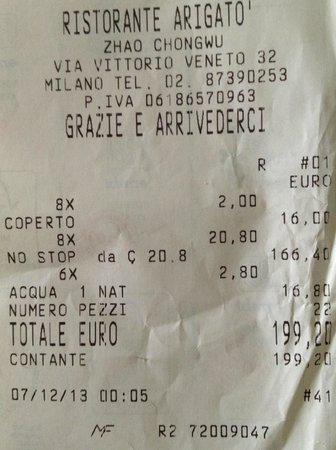 RISTORANTE ARIGATO'
ZHAO CHONGWU
VIA VITTORIO VENETO 32
MILANO TEL. 02. 87390253
P.IVA 06186570963
GRAZIE E ARRIVEDERCI
R #01
EURO
8X 2,00
COPERTO 16,00
8X 20,80
NO STOP da Ç 20.8 166,40
6X 2,80
ACQUA 1 NAT 16,80
NUMERO PEZZI 22
TOTALE EURO 199,20
CONTANTE 199,20
07/12/13 00:05 #41
MF R2 72009047